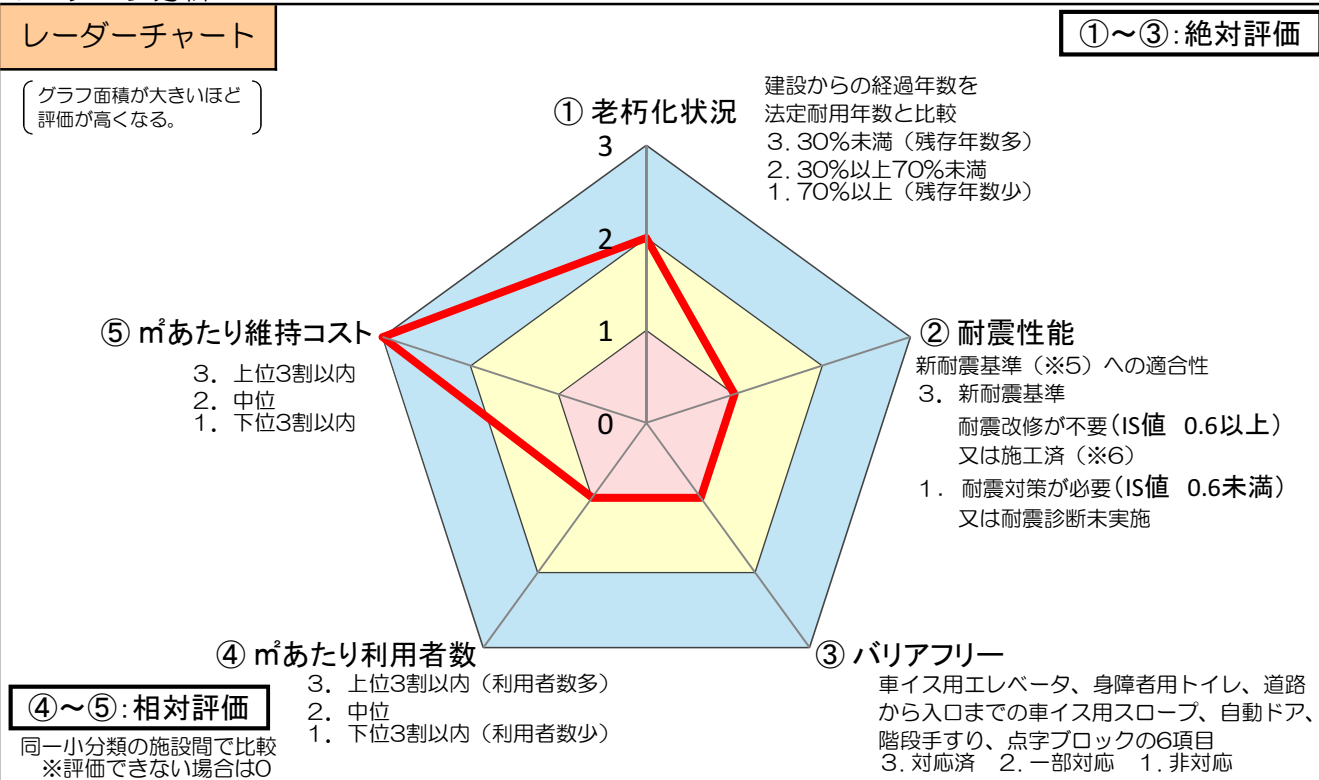 レーダーチャート
①～③:絶対評価
グラフ面積が大きいほど
評価が高くなる。
① 老朽化状況
建設からの経過年数を
法定耐用年数と比較
3. 30%未満（残存年数多）
2. 30%以上70%未満
1. 70%以上（残存年数少）
3
2
1
0
② 耐震性能
新耐震基準（※5）への適合性
3. 新耐震基準
耐震改修が不要(IS値 0.6以上)
又は施工済（※6）
1. 耐震対策が必要(IS値 0.6未満)
又は耐震診断未実施
⑤ ㎡あたり維持コスト
3. 上位3割以内
2. 中位
1. 下位3割以内
④ ㎡あたり利用者数
3. 上位3割以内（利用者数多）
2. 中位
1. 下位3割以内（利用者数少）
③ バリアフリー
車イス用エレベータ、身障者用トイレ、道路
から入口までの車イス用スロープ、自動ドア、
階段手すり、点字ブロックの6項目
3. 対応済 2. 一部対応 1. 非対応
④～⑤:相対評価
同一小分類の施設間で比較
※評価できない場合は0